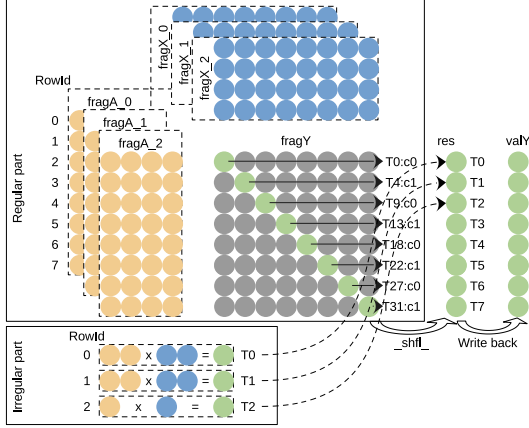 fragX_0
fragX_1
fragX_2
RowId
fragA_0
fragA_1
fragA_2
0
1
2
3
4
5
6
7
Regular part
fragY
T0:c0
T4:c1
T9:c0
T13:c1
T18:c0
T22:c1
T27:c0
T31:c1
res
T0
T1
T2
T3
T4
T5
T6
T7
valY
_shfl_
Write back
Irregular part
RowId
0 x = T0
1 x = T1
2 x = T2